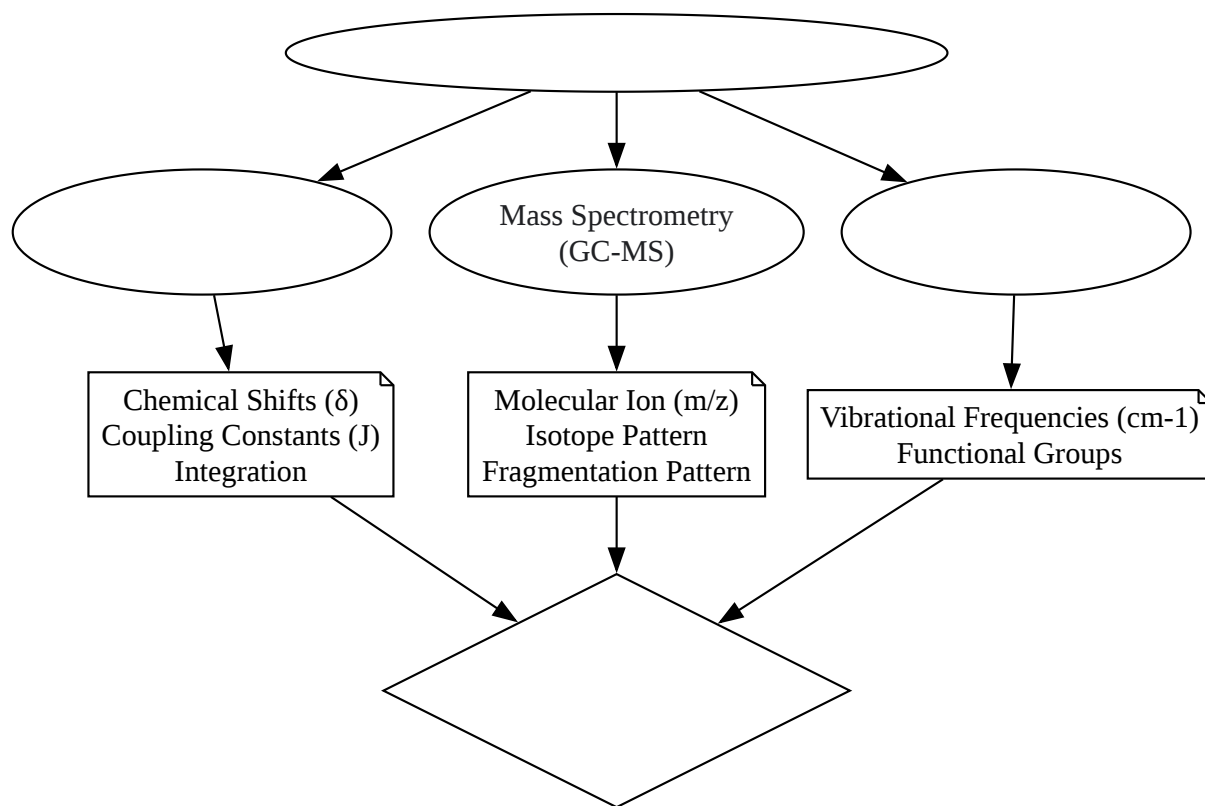 Mass Spectrometry
(GC-MS)
Chemical Shifts (δ)
Coupling Constants (J)
Integration
Molecular Ion (m/z)
Isotope Pattern
Fragmentation Pattern
Vibrational Frequencies (cm-1)
Functional Groups